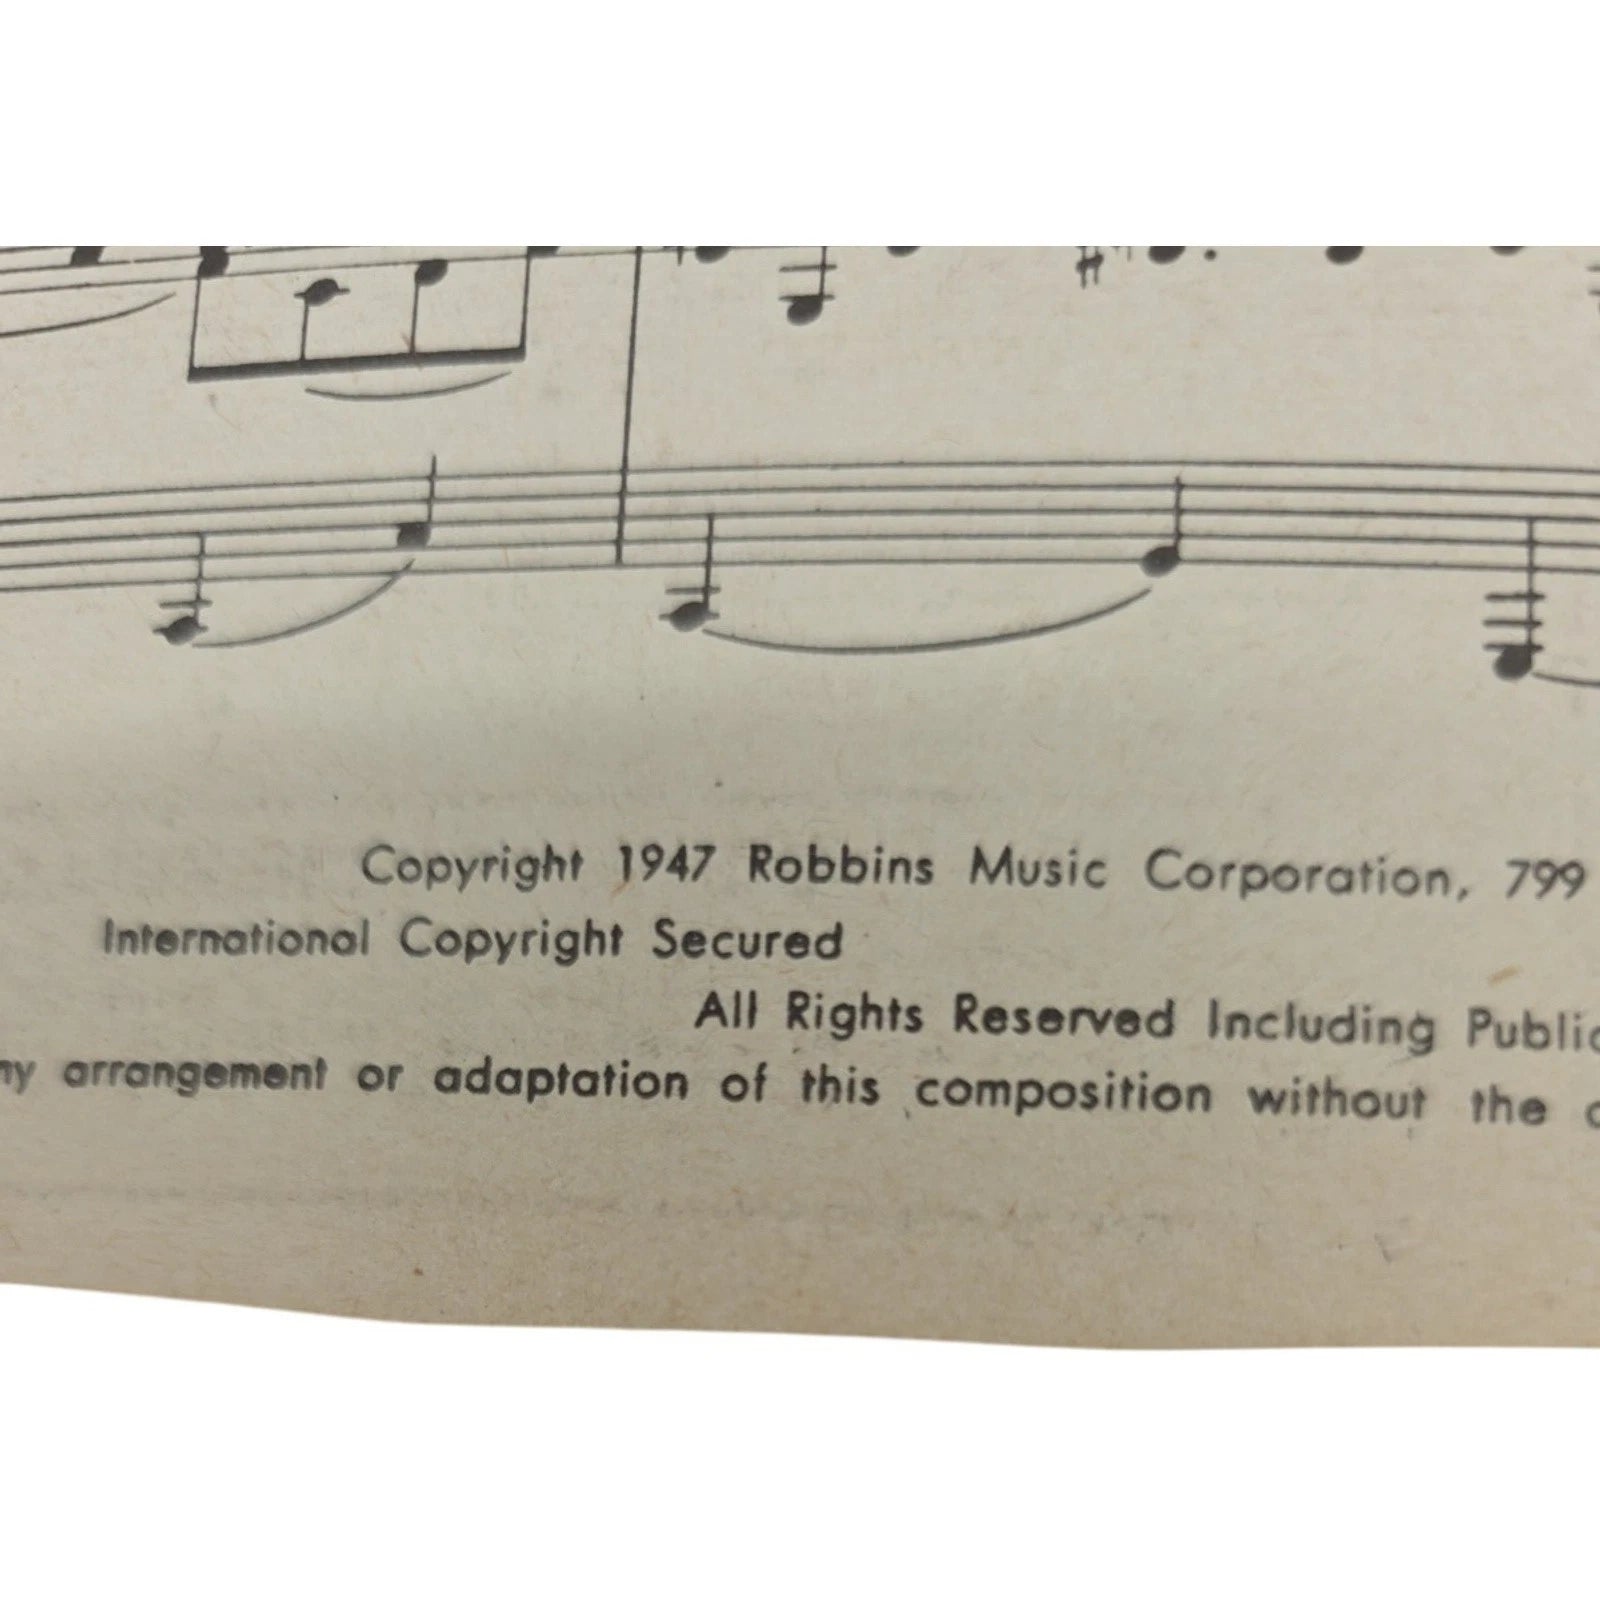 Copyright 1947 Robbins Music Corporation, 799
International Copyright Secured
All Rights Reserved Including Public
ny arrangement or adaptation of this composition without the